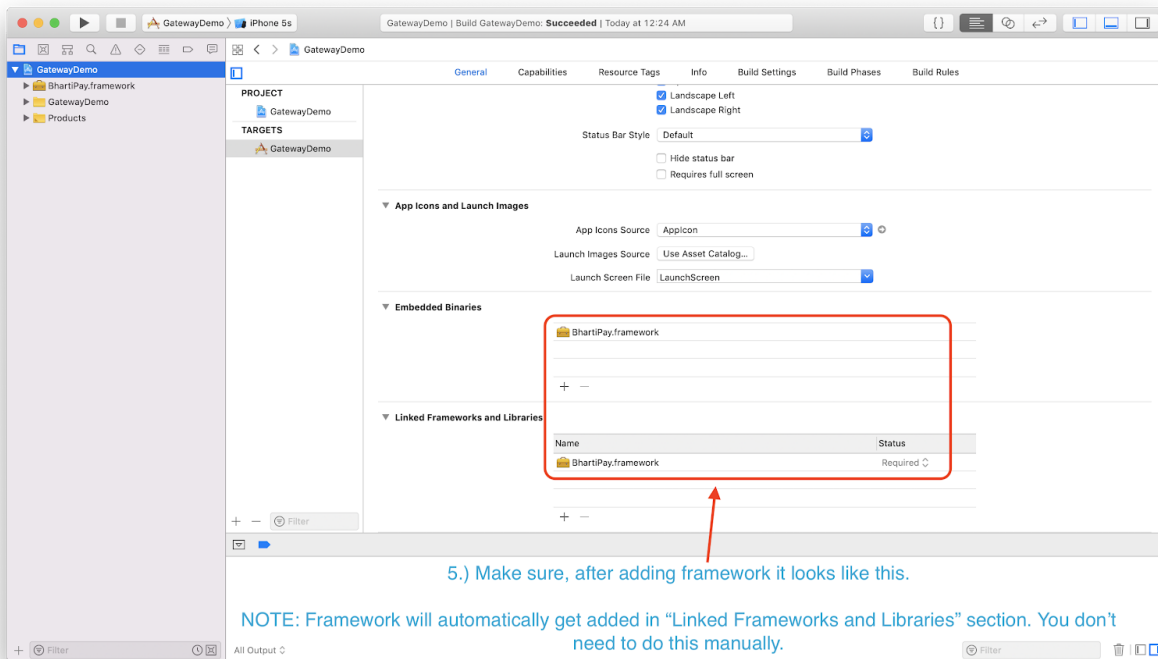 GatewayDemo 〉 iPhone 5s
GatewayDemo | Build GatewayDemo: Succeeded | Today at 12:24 AM
{ }
GatewayDemo
GatewayDemo
BhartiPay.framework
GatewayDemo
Products
General Capabilities Resource Tags Info Build Settings Build Phases Build Rules
PROJECT
GatewayDemo
TARGETS
GatewayDemo
Landscape Left
Landscape Right
Status Bar Style Default
Hide status bar
Requires full screen
App Icons and Launch Images
App Icons Source AppIcon
Launch Images Source Use Asset Catalog...
Launch Screen File LaunchScreen
Embedded Binaries
BhartiPay.framework
+ −
Linked Frameworks and Libraries
Name Status
BhartiPay.framework Required
+ −
+ − Filter
5.) Make sure, after adding framework it looks like this.
NOTE: Framework will automatically get added in “Linked Frameworks and Libraries” section. You don’t
need to do this manually.
+ Filter
All Output
Filter